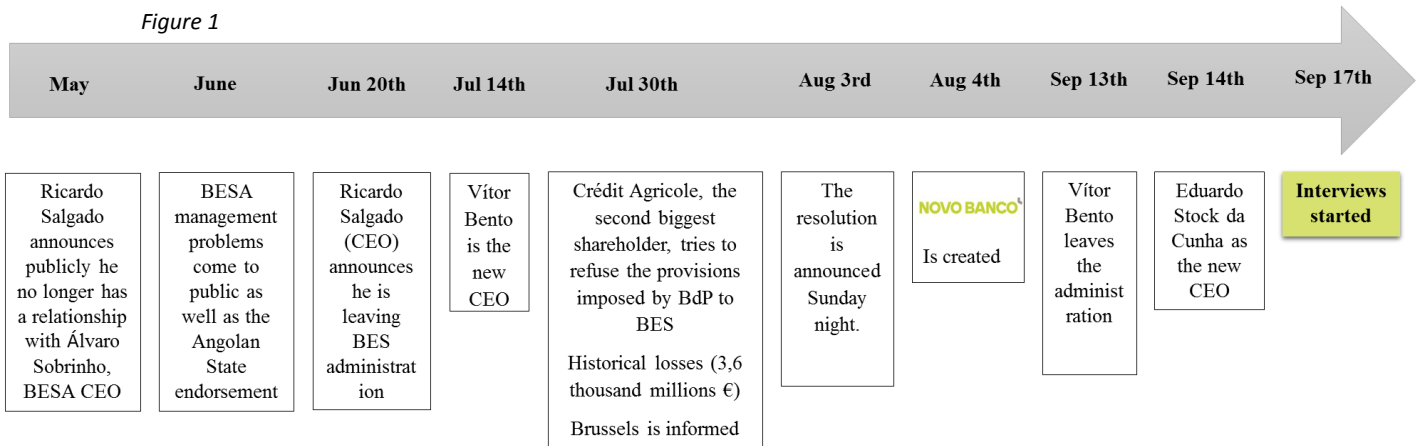 Figure 1
May
June
Jun 20th
Jul 14th
Jul 30th
Aug 3rd
Aug 4th
Sep 13th
Sep 14th
Sep 17th
Ricardo
Salgado
announces
publicly he
no longer has
a relationship
with Álvaro
Sobrinho,
BESA CEO
BESA
management
problems
come to
public as
well as the
Angolan
State
endorsement
Ricardo
Salgado
(CEO)
announces
he is
leaving
BES
administrat
ion
Vítor
Bento
is the
new
CEO
Crédit Agricole, the
second biggest
shareholder, tries to
refuse the provisions
imposed by BdP to
BES
Historical losses (3,6
thousand millions €)
Brussels is informed
The
resolution
is
announced
Sunday
night.
NOVO BANCO
Is created
Vítor
Bento
leaves
the
administ
ration
Eduardo
Stock da
Cunha as
the new
CEO
Interviews
started